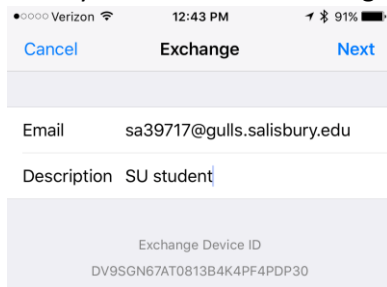 Verizon 12:43 PM 91%
Cancel Exchange Next
Email sa39717@gulls.salisbury.edu
Description SU student
Exchange Device ID
DV9SGN67AT0813B4K4PF4PDP30